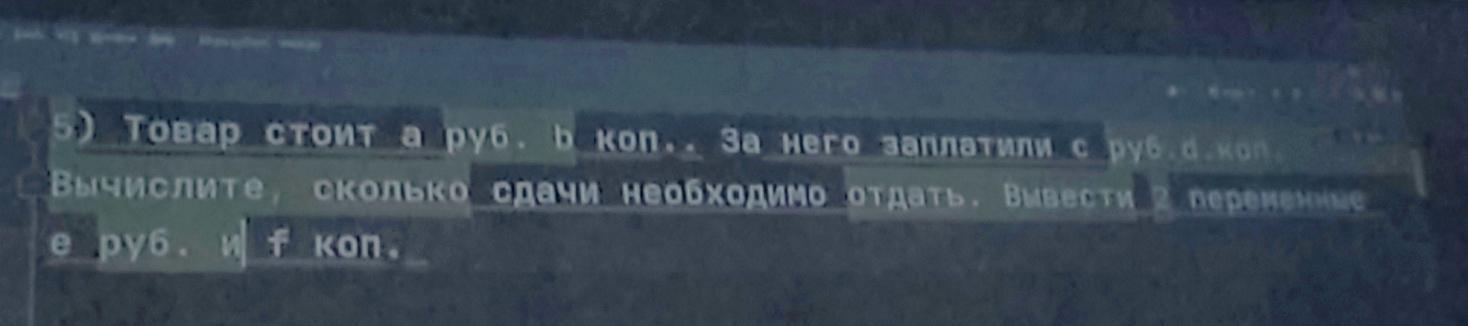 5) Товар стоит a руб. b коп.. За него заплатили c руб.d.коп.
Вычислите, сколько сдачи необходимо отдать. Вывести 2 переменные
e руб. и f коп.